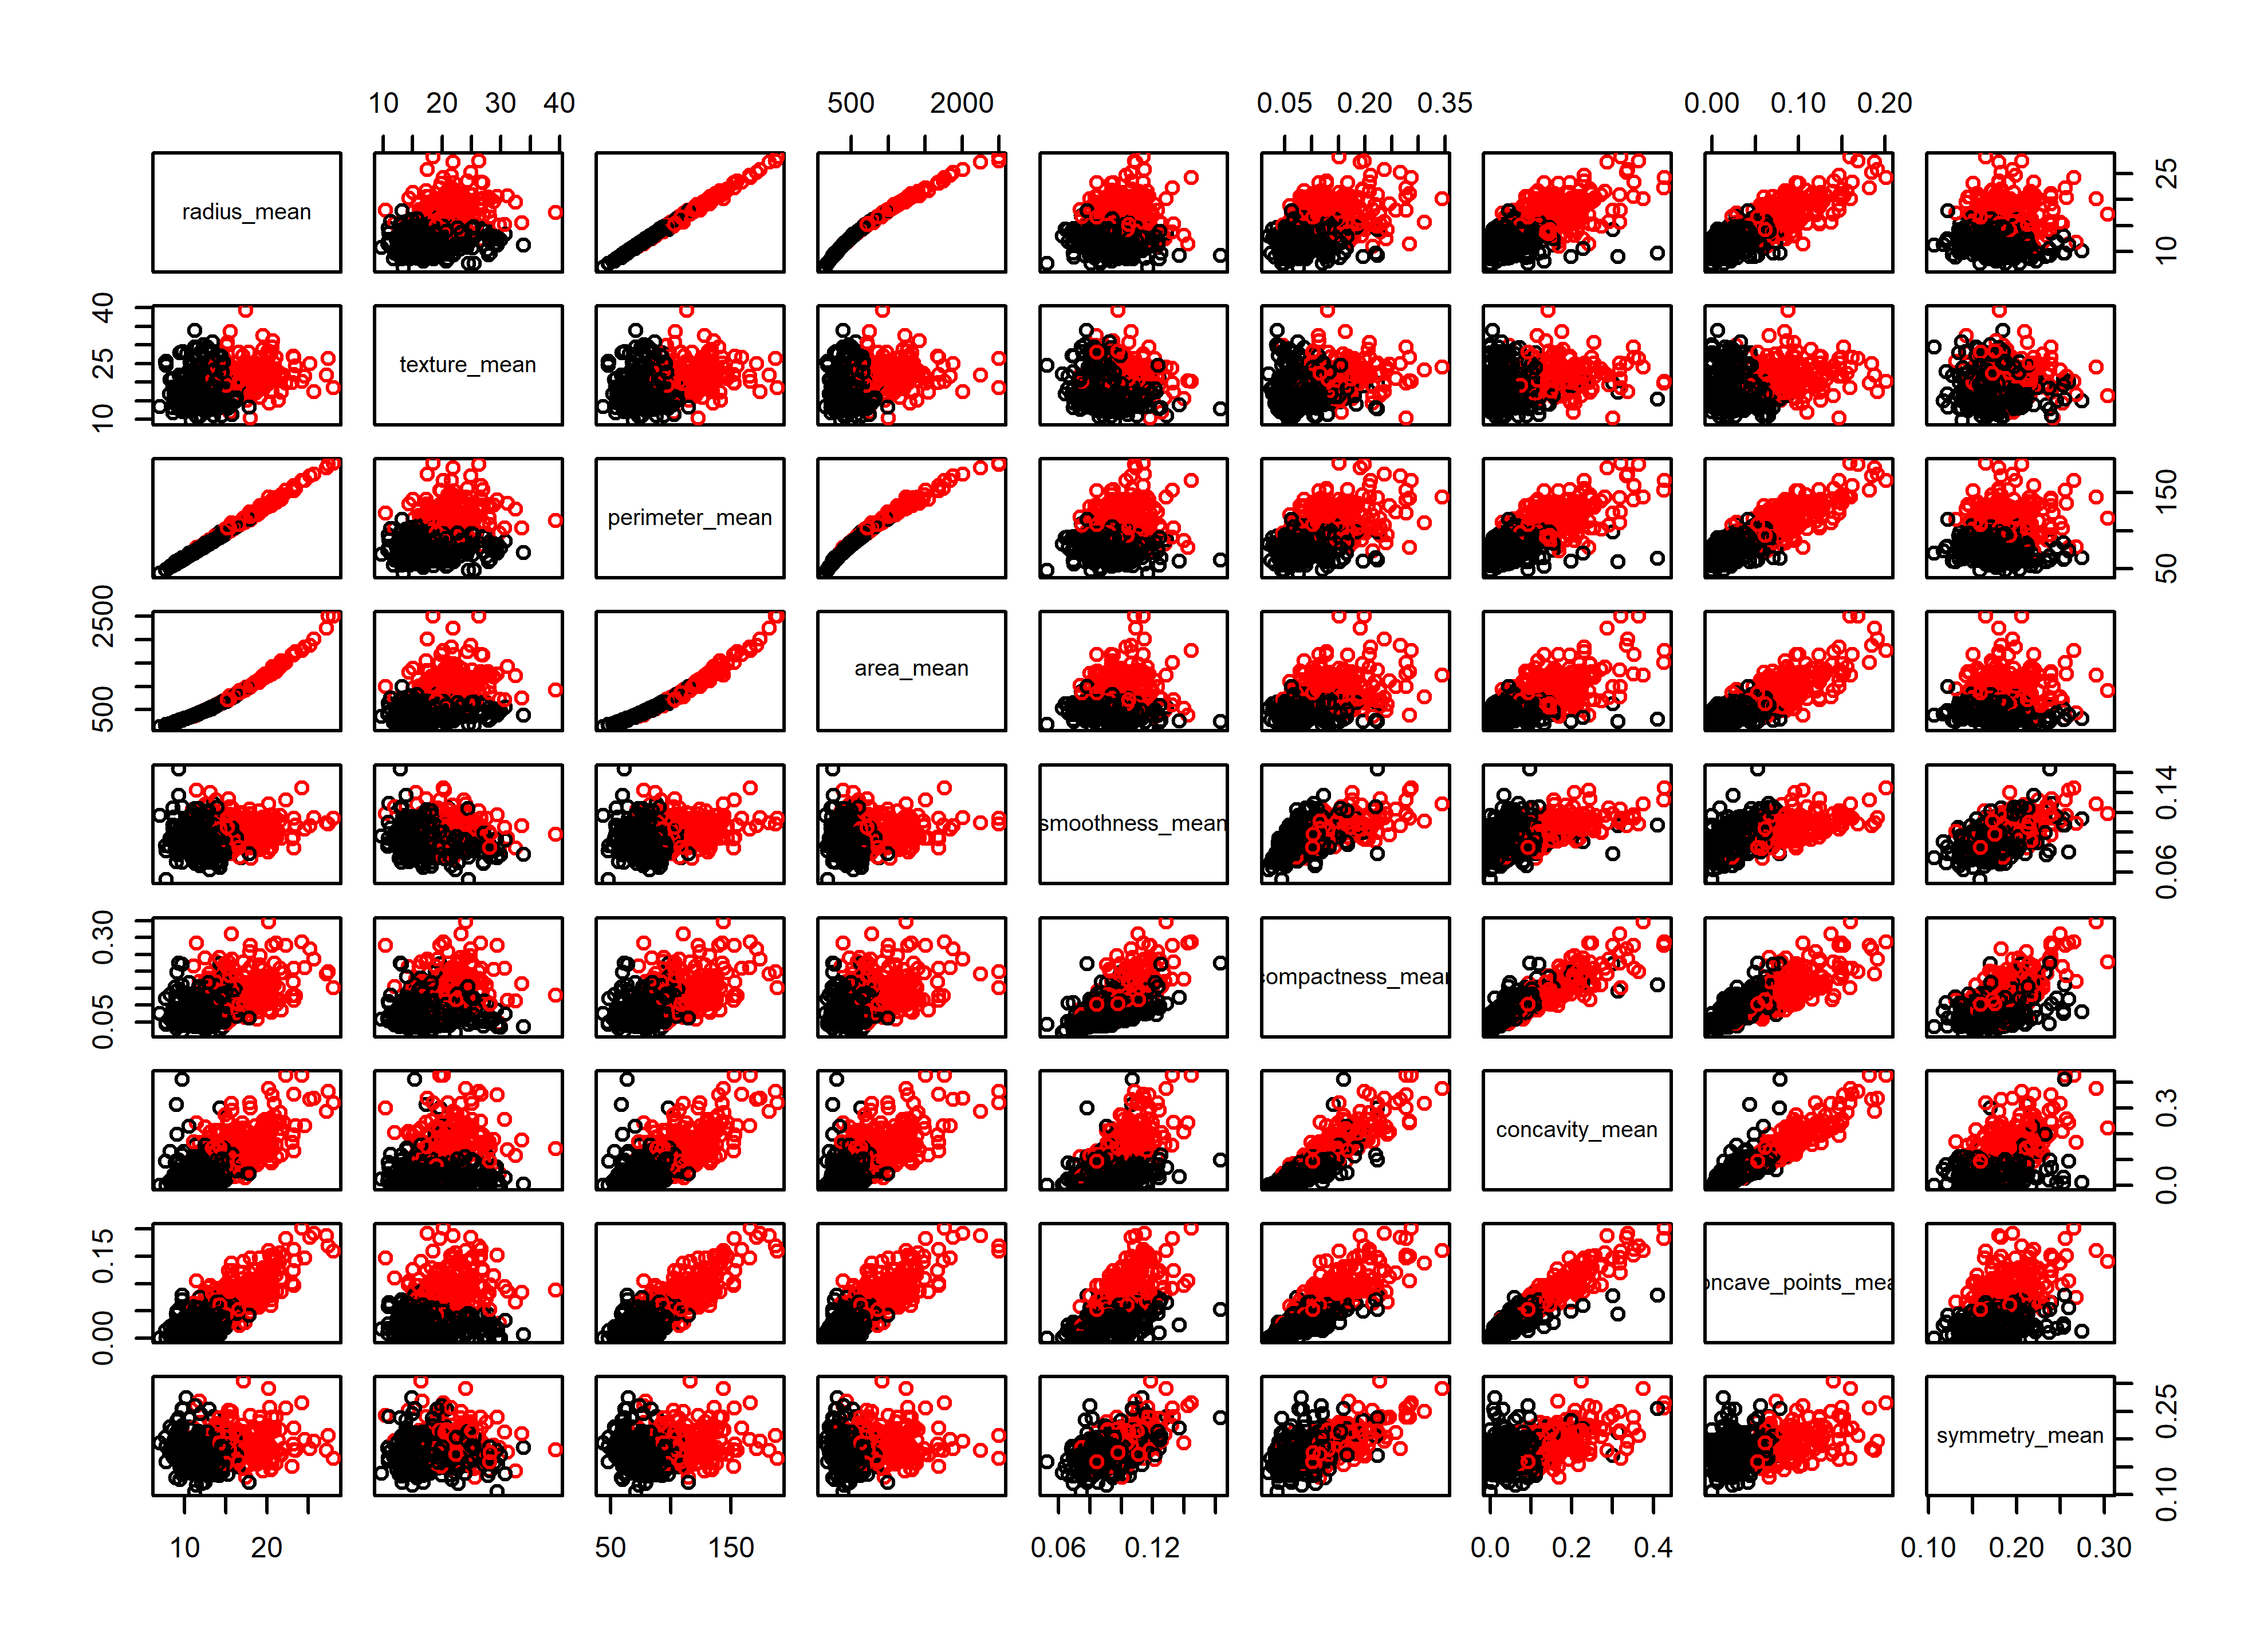 10 20 30 40 500 2000 0.05 0.20 0.35 0.00 0.10 0.20
radius_mean 10 25
10 25 40 texture_mean
perimeter_mean 50 150
500 2500 area_mean
smoothness_mean 0.06 0.14
0.05 0.30 compactness_mean
concavity_mean 0.0 0.3
0.00 0.15 oncave_points_mea
symmetry_mean 0.10 0.25
10 20 50 150 0.06 0.12 0.0 0.2 0.4 0.10 0.20 0.30